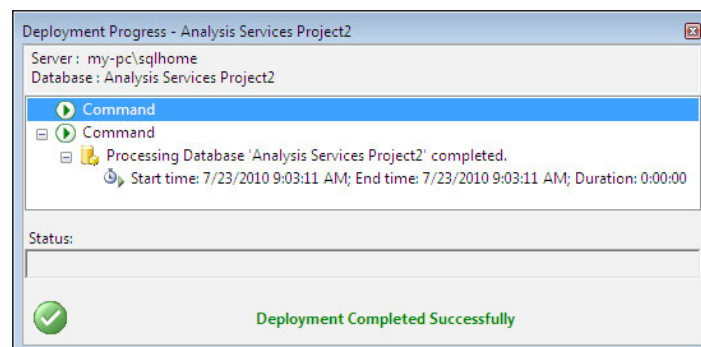 Deployment Progress - Analysis Services Project2
Server : my-pc\sqlhome
Database : Analysis Services Project2
Command
Command
Processing Database 'Analysis Services Project2' completed.
Start time: 7/23/2010 9:03:11 AM; End time: 7/23/2010 9:03:11 AM; Duration: 0:00:00
Status:
Deployment Completed Successfully